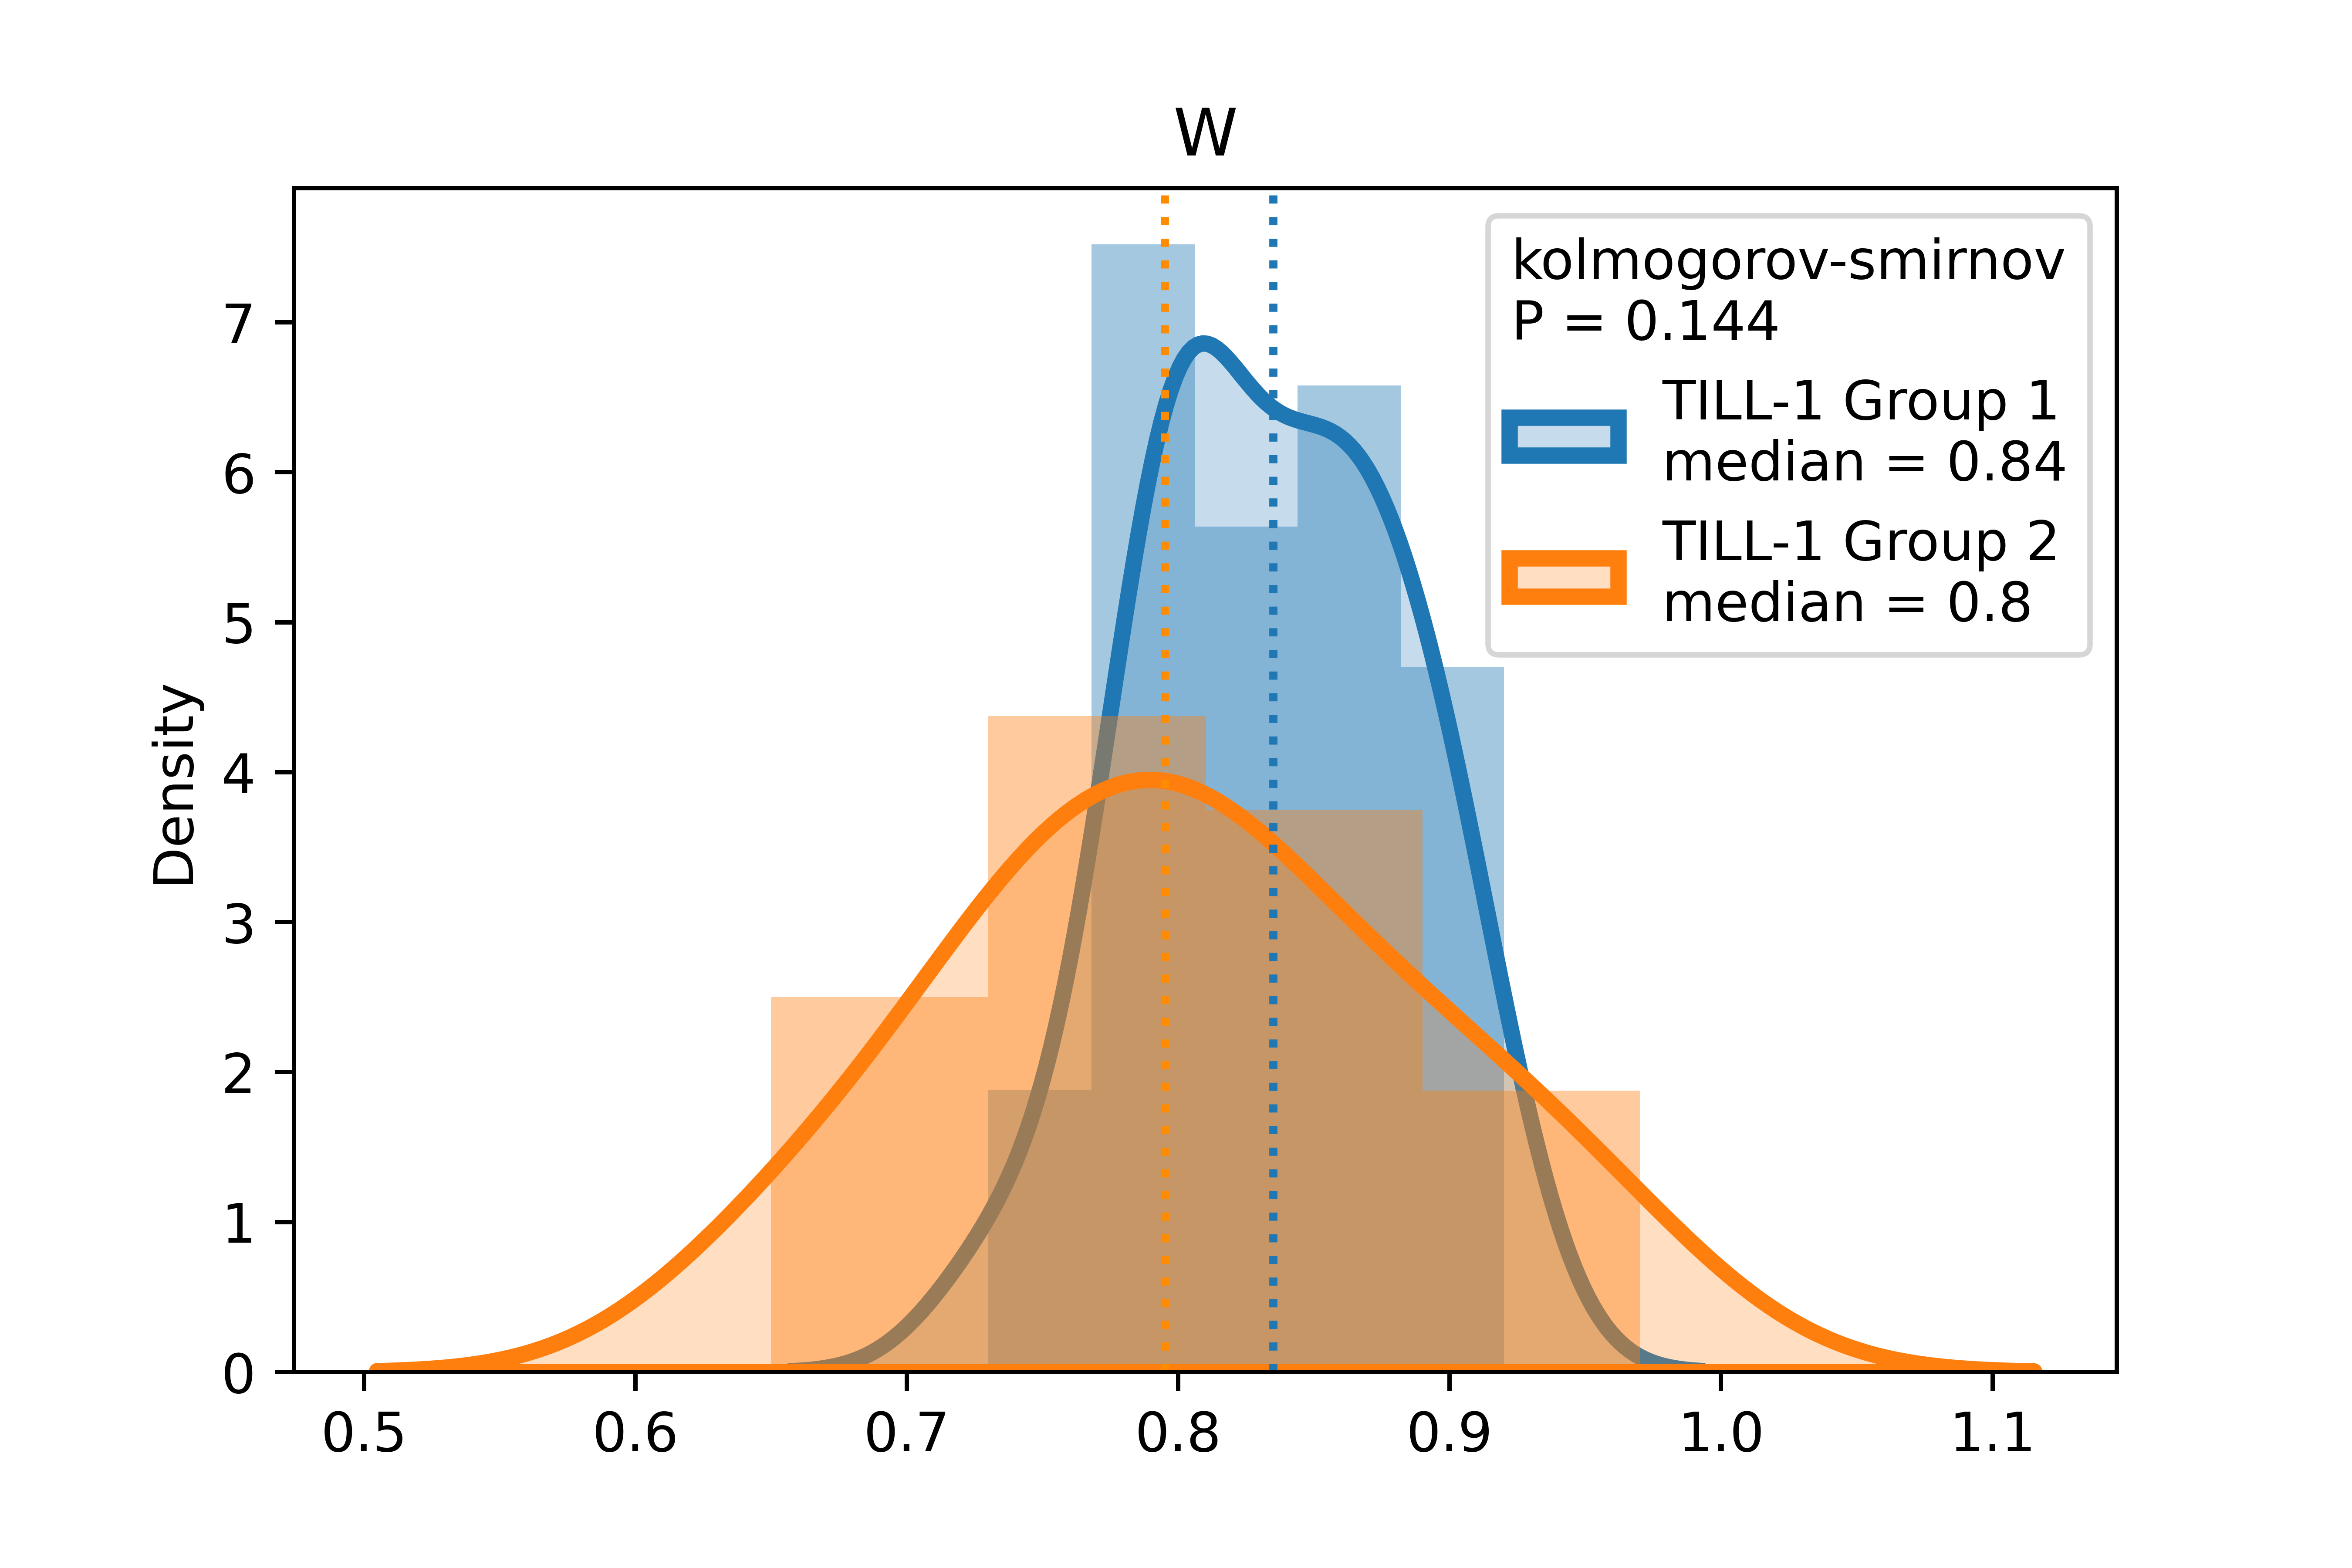 W
kolmogorov-smirnov
P = 0.144
TILL-1 Group 1
median = 0.84
TILL-1 Group 2
median = 0.8
Density
7
6
5
4
3
2
1
0
0.5 0.6 0.7 0.8 0.9 1.0 1.1